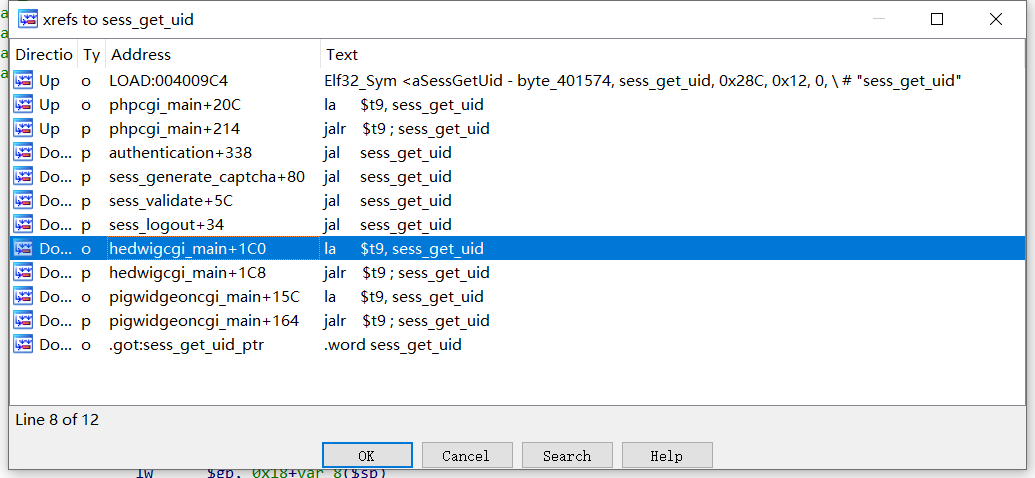 xrefs to sess_get_uid
Directio Ty Address Text
Up o LOAD:004009C4 Elf32_Sym <aSessGetUid - byte_401574, sess_get_uid, 0x28C, 0x12, 0, \ # "sess_get_uid"
Up o phpcgi_main+20C la $t9, sess_get_uid
Up p phpcgi_main+214 jalr $t9 ; sess_get_uid
Do... p authentication+338 jal sess_get_uid
Do... p sess_generate_captcha+80 jal sess_get_uid
Do... p sess_validate+5C jal sess_get_uid
Do... p sess_logout+34 jal sess_get_uid
Do... o hedwigcgi_main+1C0 la $t9, sess_get_uid
Do... p hedwigcgi_main+1C8 jalr $t9 ; sess_get_uid
Do... o pigwidgeoncgi_main+15C la $t9, sess_get_uid
Do... p pigwidgeoncgi_main+164 jalr $t9 ; sess_get_uid
Do... o .got:sess_get_uid_ptr .word sess_get_uid
Line 8 of 12
OK Cancel Search Help
lw $gp, 0x18+var_8($sp)